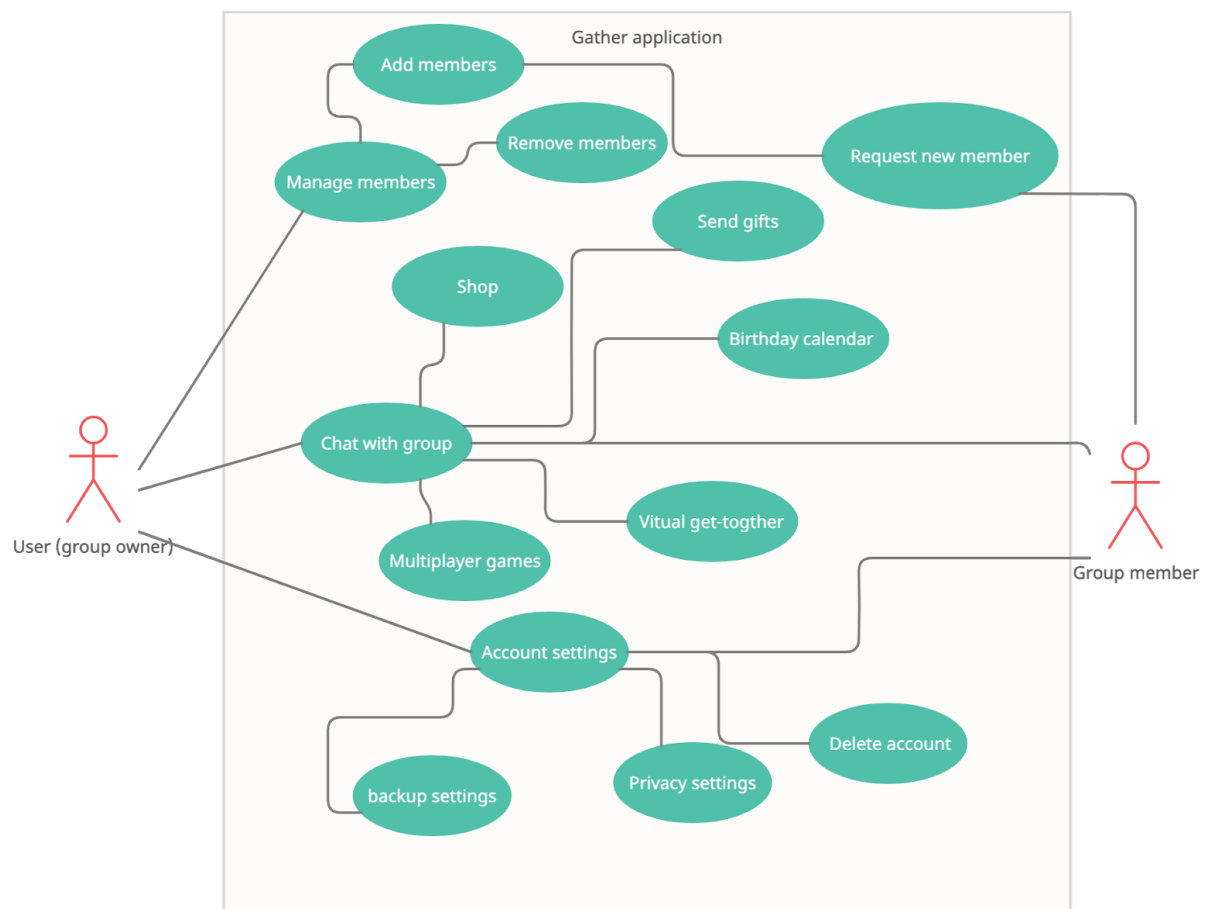 Gather application
Add members
Remove members
Request new member
Manage members
Send gifts
Shop
Birthday calendar
Chat with group
Vitual get-togther
User (group owner)
Multiplayer games
Group member
Account settings
Delete account
Privacy settings
backup settings